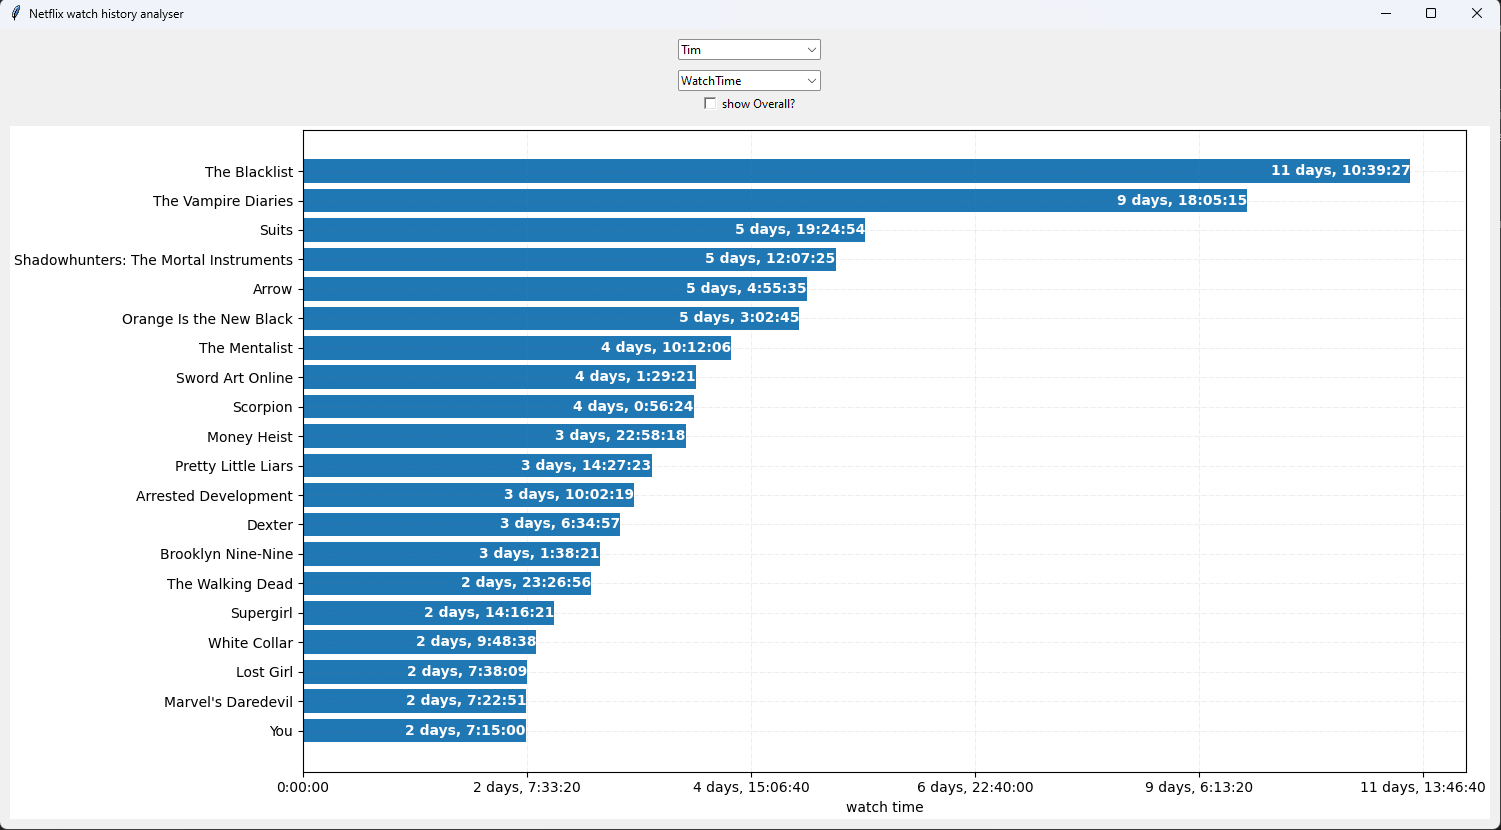 Netflix watch history analyser
Tim
WatchTime
show Overall?
The Blacklist 11 days, 10:39:27
The Vampire Diaries 9 days, 18:05:15
Suits 5 days, 19:24:54
Shadowhunters: The Mortal Instruments 5 days, 12:07:25
Arrow 5 days, 4:55:35
Orange Is the New Black 5 days, 3:02:45
The Mentalist 4 days, 10:12:06
Sword Art Online 4 days, 1:29:21
Scorpion 4 days, 0:56:24
Money Heist 3 days, 22:58:18
Pretty Little Liars 3 days, 14:27:23
Arrested Development 3 days, 10:02:19
Dexter 3 days, 6:34:57
Brooklyn Nine-Nine 3 days, 1:38:21
The Walking Dead 2 days, 23:26:56
Supergirl 2 days, 14:16:21
White Collar 2 days, 9:48:38
Lost Girl 2 days, 7:38:09
Marvel's Daredevil 2 days, 7:22:51
You 2 days, 7:15:00
0:00:00 2 days, 7:33:20 4 days, 15:06:40 6 days, 22:40:00 9 days, 6:13:20 11 days, 13:46:40
watch time